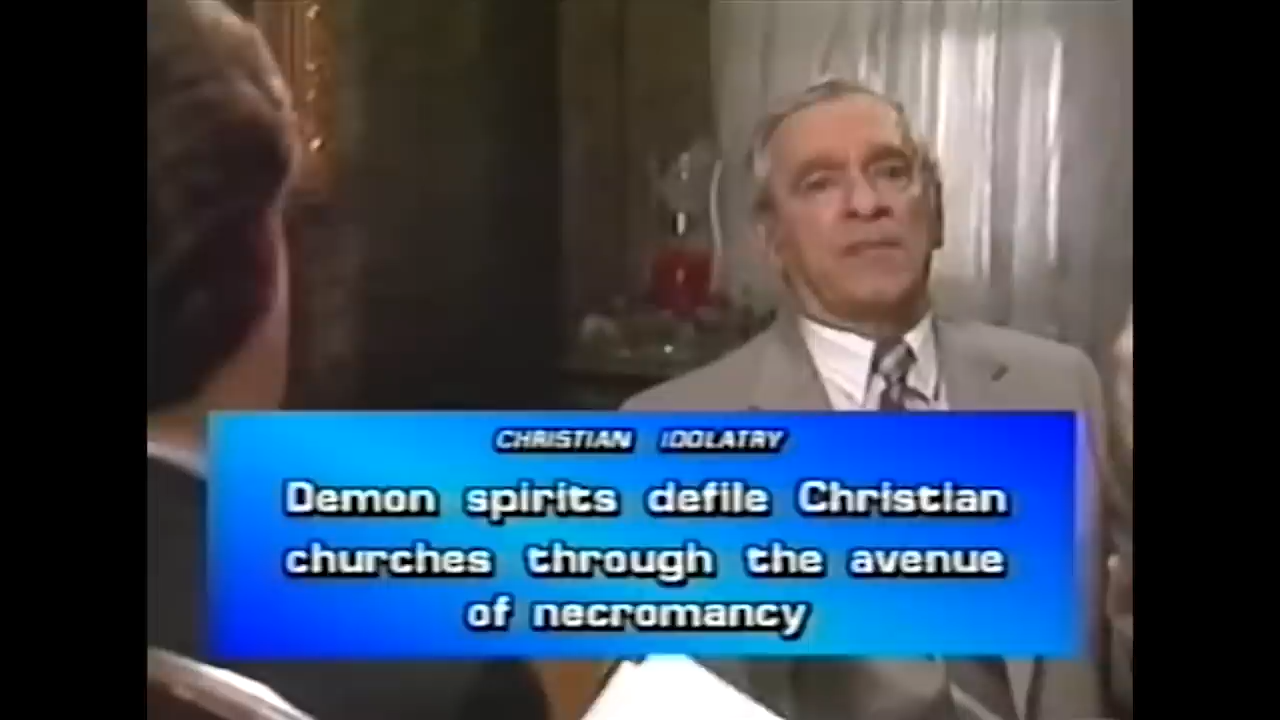 CHRISTIAN IDOLATRY
Demon spirits defile Christian
churches through the avenue
of necromancy